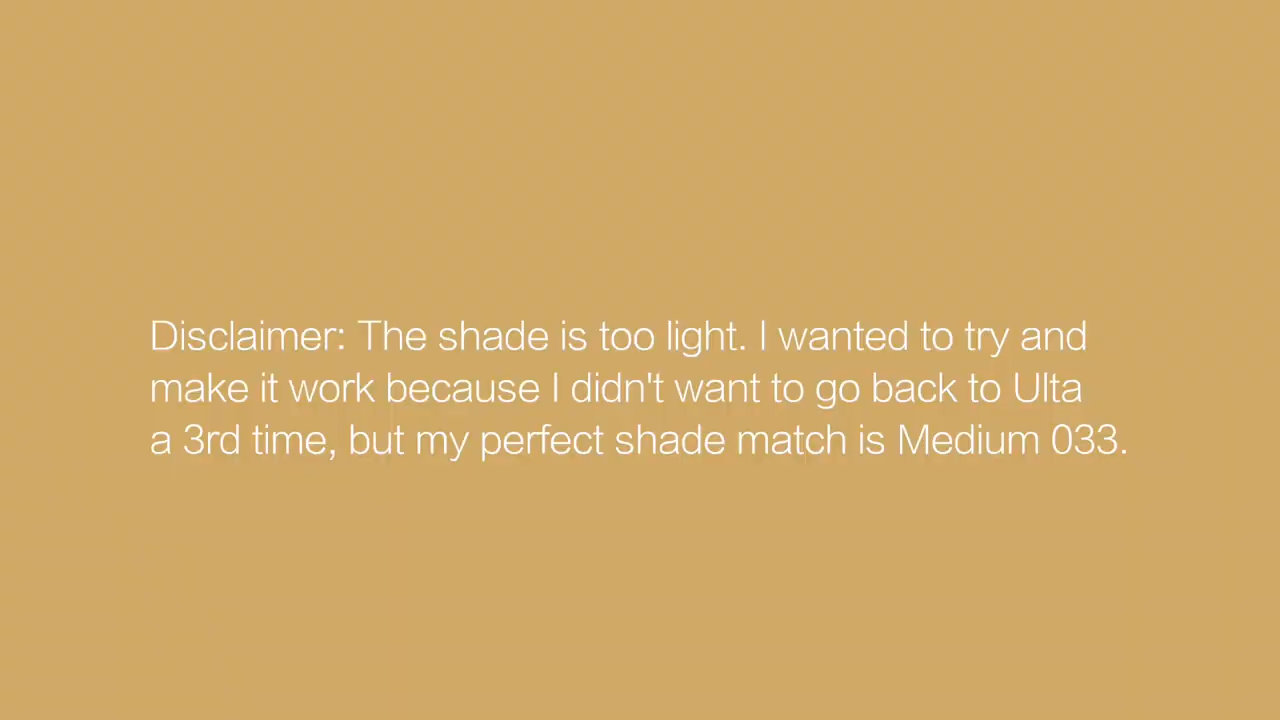 Disclaimer: The shade is too light. I wanted to try and
make it work because I didn't want to go back to Ulta
a 3rd time, but my perfect shade match is Medium 033.